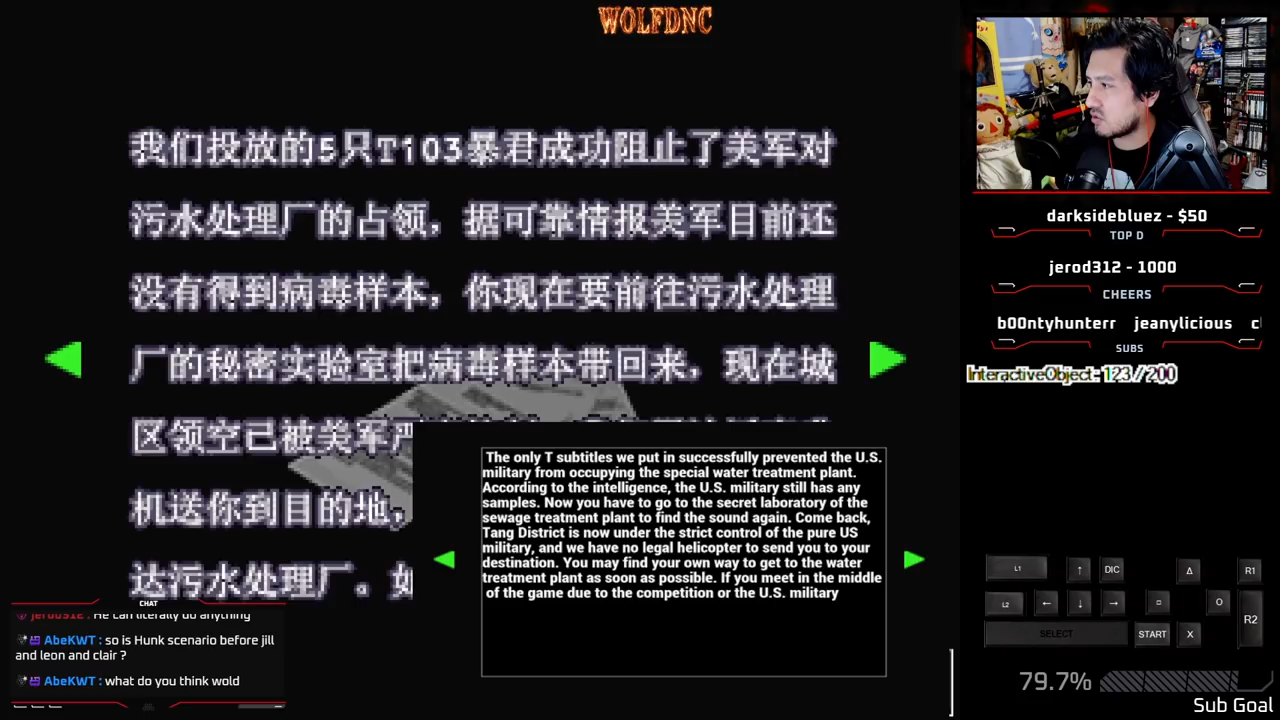 WOLFDNC
我们投放的5只T103暴君成功阻止了美军对
污水处理厂的占领，据可靠情报美军目前还
没有得到病毒样本，你现在要前往污水处理
厂的秘密实验室把病毒样本带回来，现在城
区领空已被美军
机送你到目的地，
达污水处理厂。如
The only T subtitles we put in successfully prevented the U.S.
military from occupying the special water treatment plant.
According to the intelligence, the U.S. military still has any
samples. Now you have to go to the secret laboratory of the
sewage treatment plant to find the sound again. Come back,
Tang District is now under the strict control of the pure US
military, and we have no legal helicopter to send you to your
destination. You may find your own way to get to the water
treatment plant as soon as possible. If you meet in the middle
of the game due to the competition or the U.S. military
CHAT
jerod312 : He can literally do anything
AbeKWT : so is Hunk scenario before jill
and leon and clair ?
AbeKWT : what do you think wold
darksidebluez - $50
TOP D
jerod312 - 1000
CHEERS
b00ntyhunterr jeanylicious c
SUBS
InteractiveObject: 123//200
L1 ↑ DIC Δ R1
L2 ← ↓ → □ O R2
SELECT START X
79.7%
Sub Goal